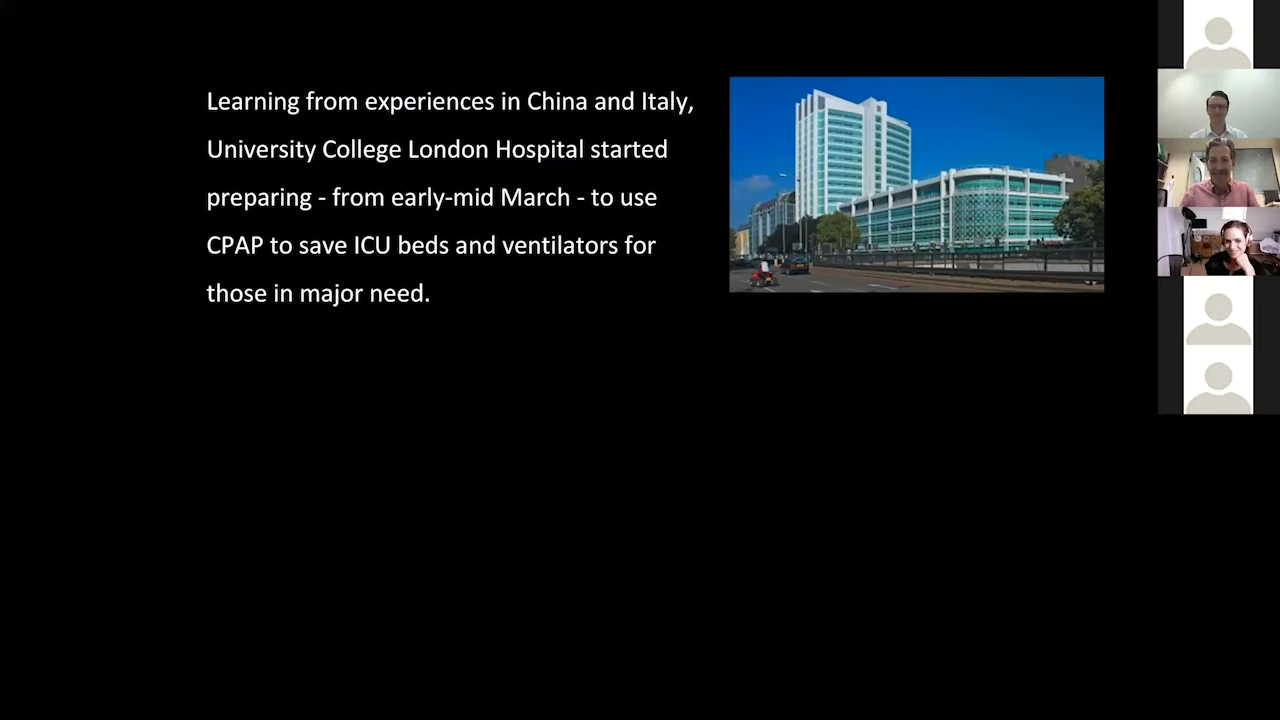 Learning from experiences in China and Italy,
University College London Hospital started
preparing - from early-mid March - to use
CPAP to save ICU beds and ventilators for
those in major need.